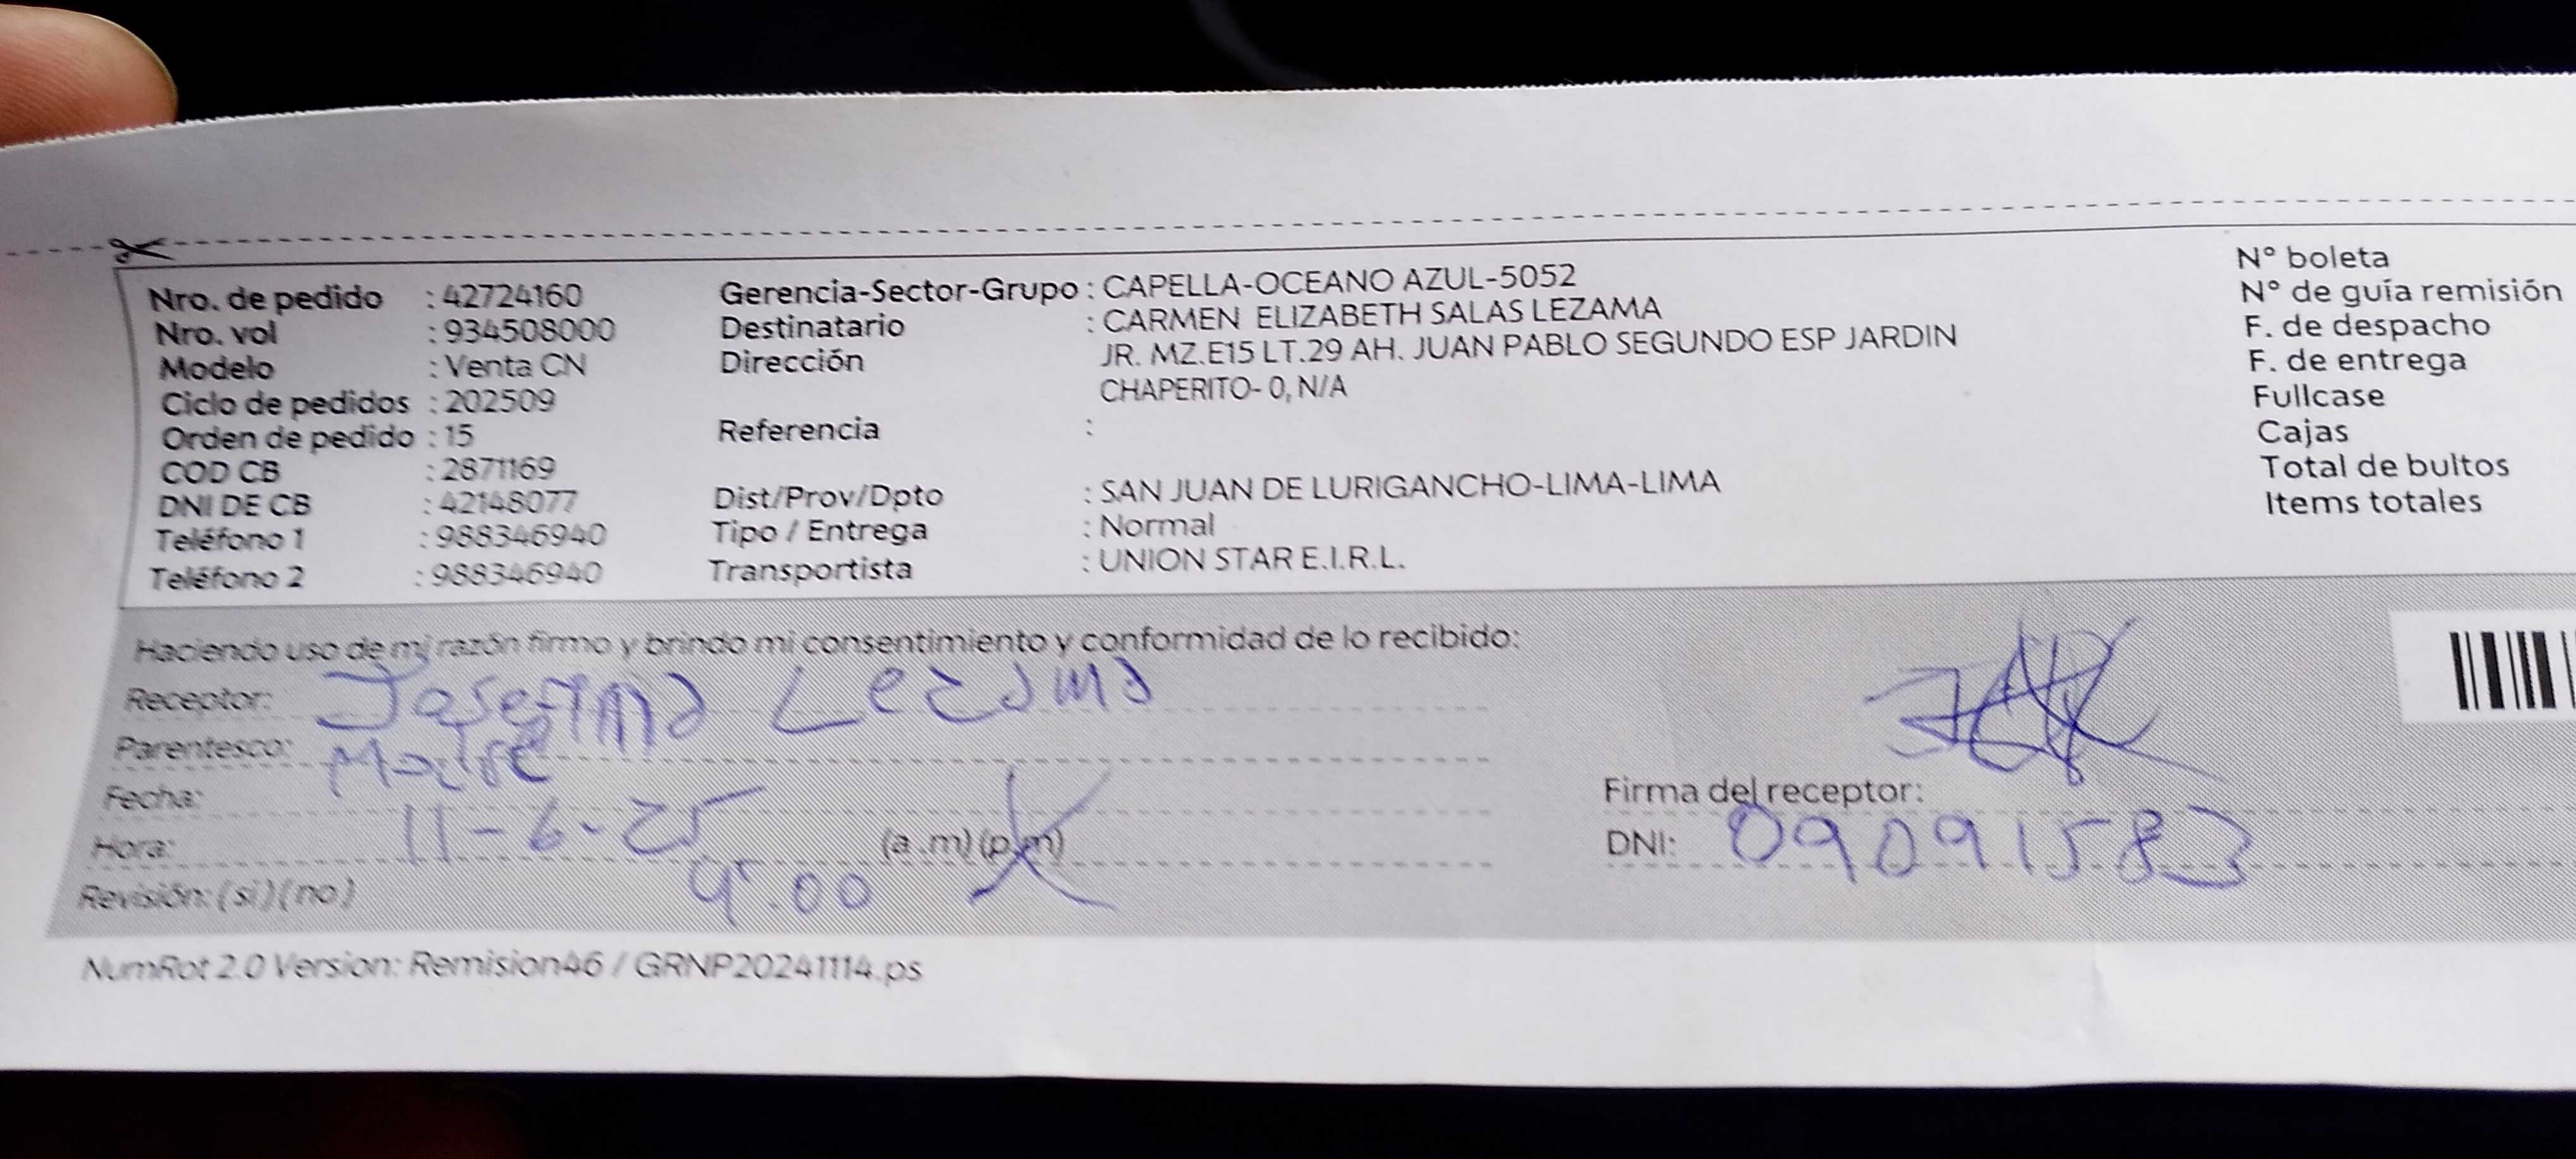 Nro. de pedido : 42724160
Nro. vol : 934508000
Modelo : Venta CN
Ciclo de pedidos : 202509
Orden de pedido : 15
COD CB : 2871169
DNI DE CB : 42148077
Teléfono 1 : 988346940
Teléfono 2 : 988346940
Gerencia-Sector-Grupo : CAPELLA-OCEANO AZUL-5052
Destinatario : CARMEN ELIZABETH SALAS LEZAMA
Dirección JR. MZ.E15 LT.29 AH. JUAN PABLO SEGUNDO ESP JARDIN
CHAPERITO- 0, N/A
Referencia :
Dist/Prov/Dpto : SAN JUAN DE LURIGANCHO-LIMA-LIMA
Tipo / Entrega : Normal
Transportista : UNION STAR E.I.R.L.
N° boleta
N° de guía remisión
F. de despacho
F. de entrega
Fullcase
Cajas
Total de bultos
Items totales
Haciendo uso de mi razón firmo y brindo mi consentimiento y conformidad de lo recibido:
Receptor: Josefina Lezama
Parentesco: Madre
Fecha: 11-6-25
Hora: 4:00 (a.m)(p.m)
Revisión: (si)(no)
Firma del receptor:
DNI: 09091583
NumRot 2.0 Version: Remision46 / GRNP20241114.ps